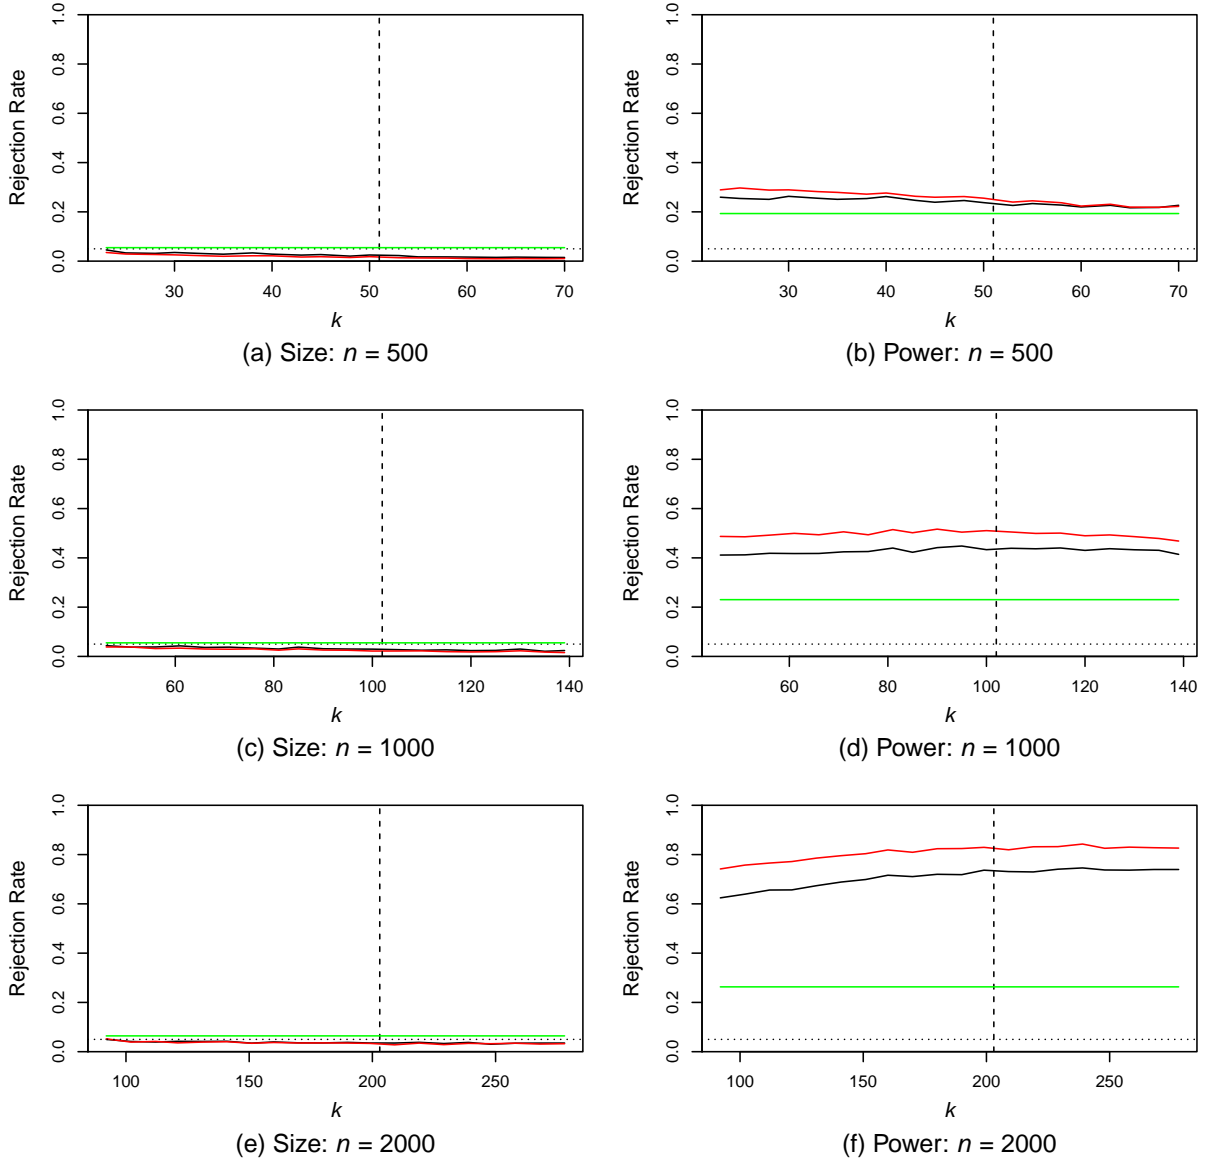 Rejection Rate
0.0 0.2 0.4 0.6 0.8 1.0
30 40 50 60 70
k
(a) Size: n = 500
Rejection Rate
0.0 0.2 0.4 0.6 0.8 1.0
30 40 50 60 70
k
(b) Power: n = 500
Rejection Rate
0.0 0.2 0.4 0.6 0.8 1.0
60 80 100 120 140
k
(c) Size: n = 1000
Rejection Rate
0.0 0.2 0.4 0.6 0.8 1.0
60 80 100 120 140
k
(d) Power: n = 1000
Rejection Rate
0.0 0.2 0.4 0.6 0.8 1.0
100 150 200 250
k
(e) Size: n = 2000
Rejection Rate
0.0 0.2 0.4 0.6 0.8 1.0
100 150 200 250
k
(f) Power: n = 2000